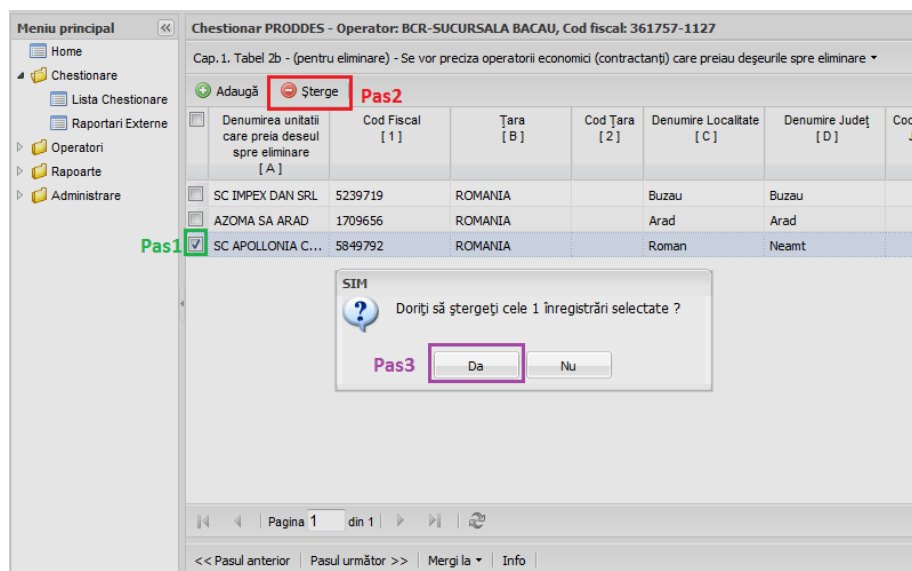 Meniu principal
Home
Chestionare
Lista Chestionare
Raportari Externe
Operatori
Rapoarte
Administrare
Chestionar PRODDES - Operator: BCR-SUCURSALA BACAU, Cod fiscal: 361757-1127
Cap.1. Tabel 2b - (pentru eliminare) - Se vor preciza operatorii economici (contractanţi) care preiau deşeurile spre eliminare
Adaugă Şterge Pas2
Denumirea unitatii care preia deseul spre eliminare [ A ] Cod Fiscal [ 1 ] Ţara [ B ] Cod Ţara [ 2 ] Denumire Localitate [ C ] Denumire Judeţ [ D ]
SC IMPEX DAN SRL 5239719 ROMANIA Buzau Buzau
AZOMA SA ARAD 1709656 ROMANIA Arad Arad
Pas1 SC APOLLONIA C... 5849792 ROMANIA Roman Neamt
SIM
Doriţi să ştergeţi cele 1 înregistrări selectate ?
Pas3 Da Nu
Pagina 1 din 1
<< Pasul anterior Pasul următor >> Mergi la Info